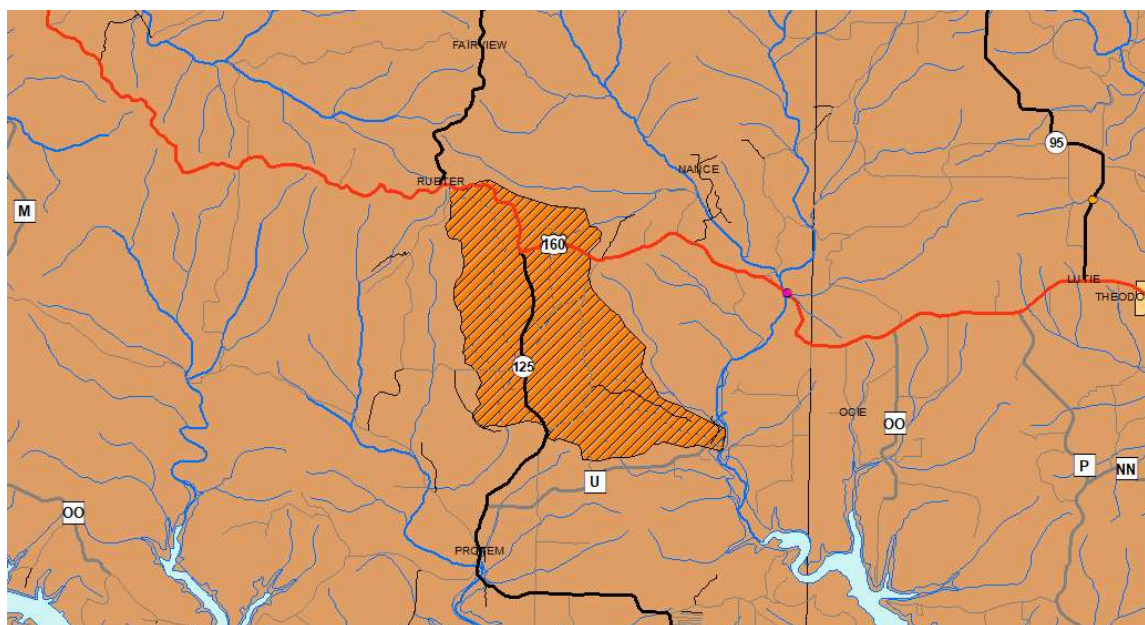 FAIRVIEW
95
NANCE
RUETER
M
160
LUTIE
THEODO
125
OCIE
OO
P
NN
U
OO
PROTEM